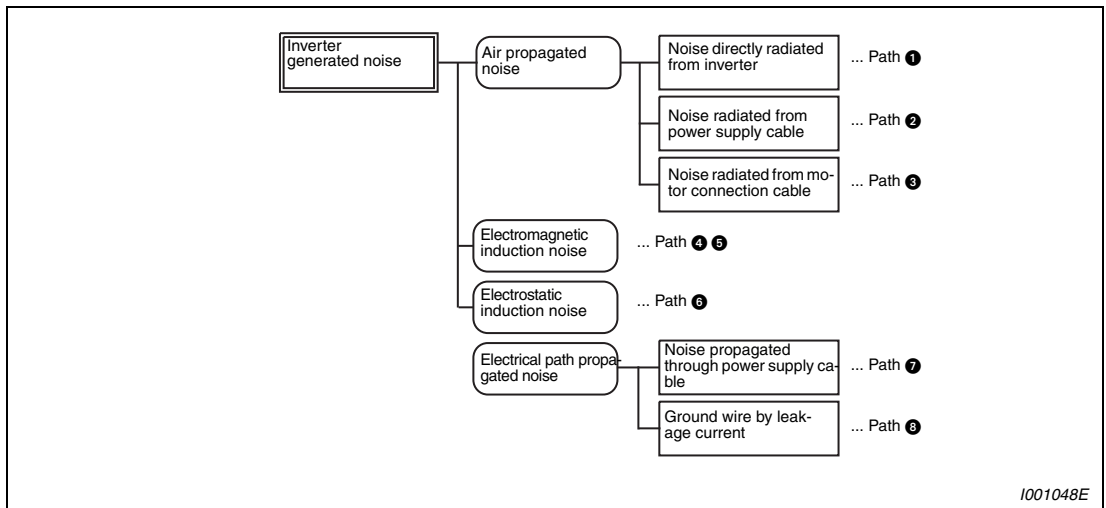 Inverter
generated noise
Air propagated
noise
Noise directly radiated
from inverter
... Path ❶
Noise radiated from
power supply cable
... Path ❷
Noise radiated from mo-
tor connection cable
... Path ❸
Electromagnetic
induction noise
... Path ❹ ❺
Electrostatic
induction noise
... Path ❻
Electrical path propa-
gated noise
Noise propagated
through power supply ca-
ble
... Path ❼
Ground wire by leak-
age current
... Path ❽
I001048E